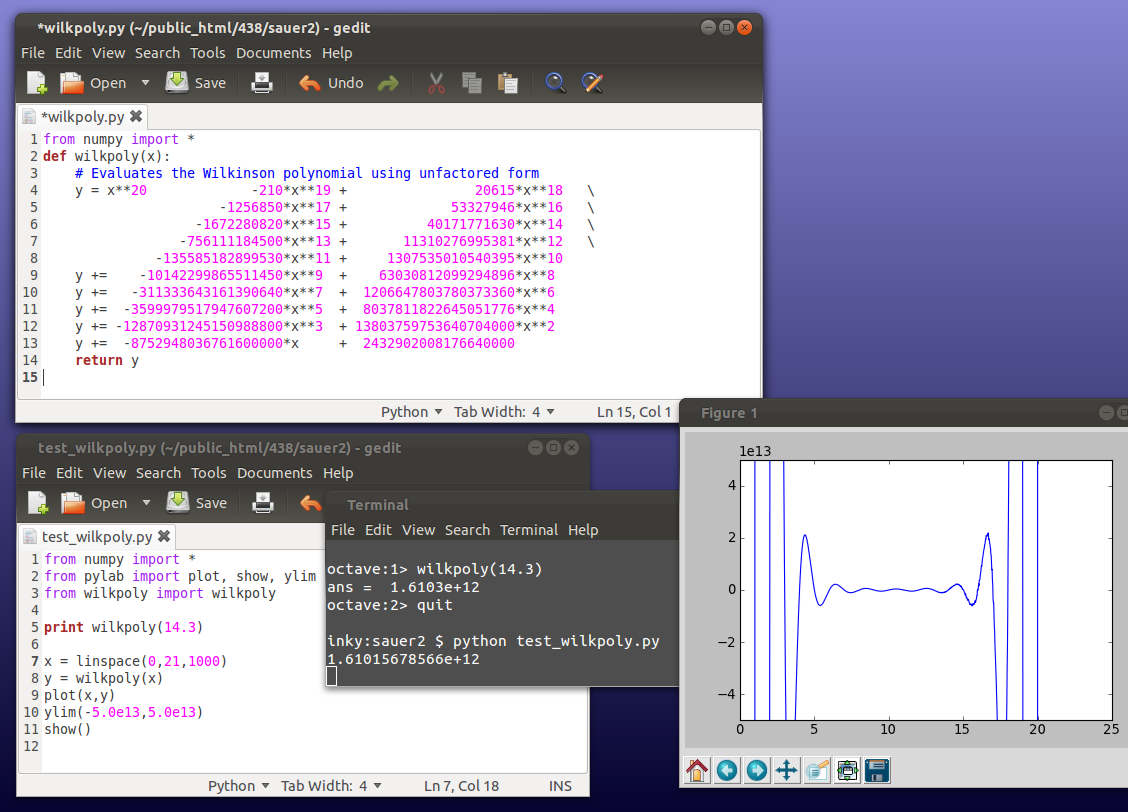 *wilkpoly.py (~/public_html/438/sauer2) - gedit
File Edit View Search Tools Documents Help
Open Save Undo
*wilkpoly.py
1 from numpy import *
2 def wilkpoly(x):
3 # Evaluates the Wilkinson polynomial using unfactored form
4 y = x**20 -210*x**19 + 20615*x**18 \
5 -1256850*x**17 + 53327946*x**16 \
6 -1672280820*x**15 + 40171771630*x**14 \
7 -756111184500*x**13 + 11310276995381*x**12 \
8 -135585182899530*x**11 + 1307535010540395*x**10
9 y += -10142299865511450*x**9 + 63030812099294896*x**8
10 y += -311333643161390640*x**7 + 1206647803780373360*x**6
11 y += -3599979517947607200*x**5 + 8037811822645051776*x**4
12 y += -12870931245150988800*x**3 + 13803759753640704000*x**2
13 y += -8752948036761600000*x + 2432902008176640000
14 return y
15
Python Tab Width: 4 Ln 15, Col 1
test_wilkpoly.py (~/public_html/438/sauer2) - gedit
File Edit View Search Tools Documents Help
Open Save
test_wilkpoly.py
1 from numpy import *
2 from pylab import plot, show, ylim
3 from wilkpoly import wilkpoly
4
5 print wilkpoly(14.3)
6
7 x = linspace(0,21,1000)
8 y = wilkpoly(x)
9 plot(x,y)
10 ylim(-5.0e13,5.0e13)
11 show()
12
Python Tab Width: 4 Ln 7, Col 18 INS
Terminal
File Edit View Search Terminal Help
octave:1> wilkpoly(14.3)
ans = 1.6103e+12
octave:2> quit
inky:sauer2 $ python test_wilkpoly.py
1.61015678566e+12
Figure 1
1e13
4
2
0
−2
−4
0 5 10 15 20 25